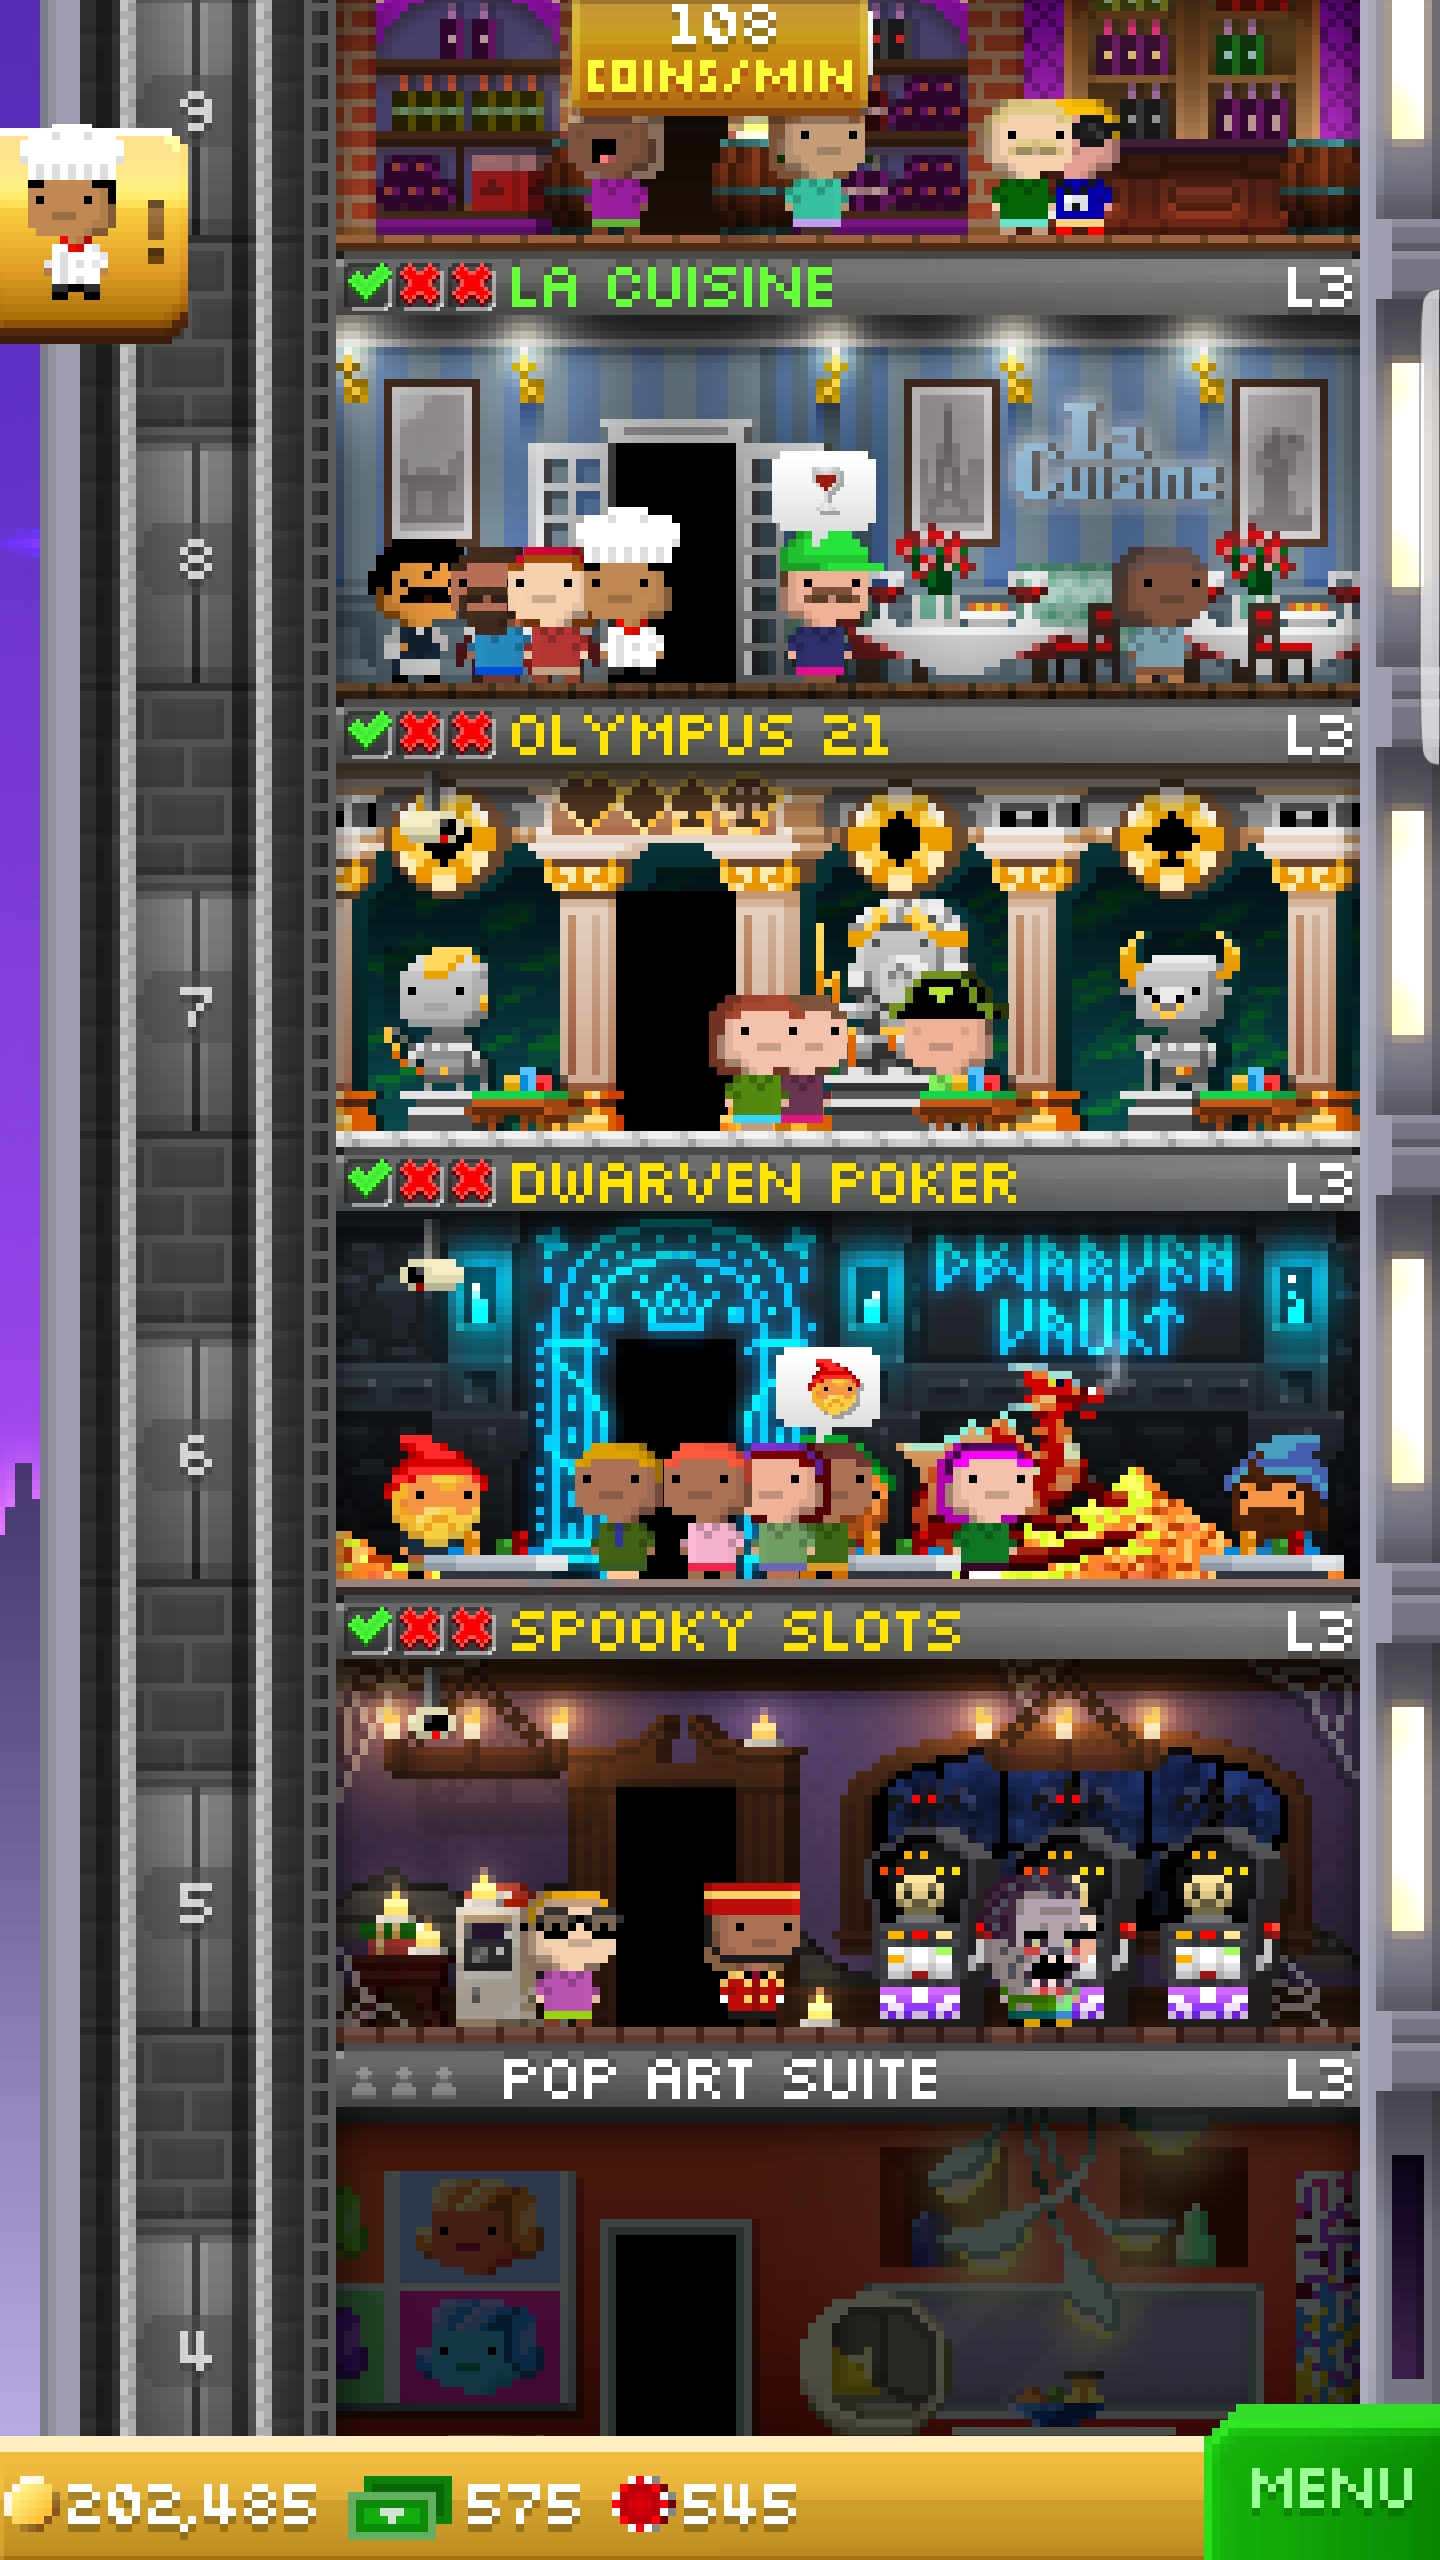 108
COINS/MIN
9
!
LA CUISINE L3
La
Cuisine
8
OLYMPUS 21 L3
7
DWARVEN POKER L3
DWARVEN
VAULT
6
SPOOKY SLOTS L3
5
POP ART SUITE L3
4
202,485 575 545
MENU